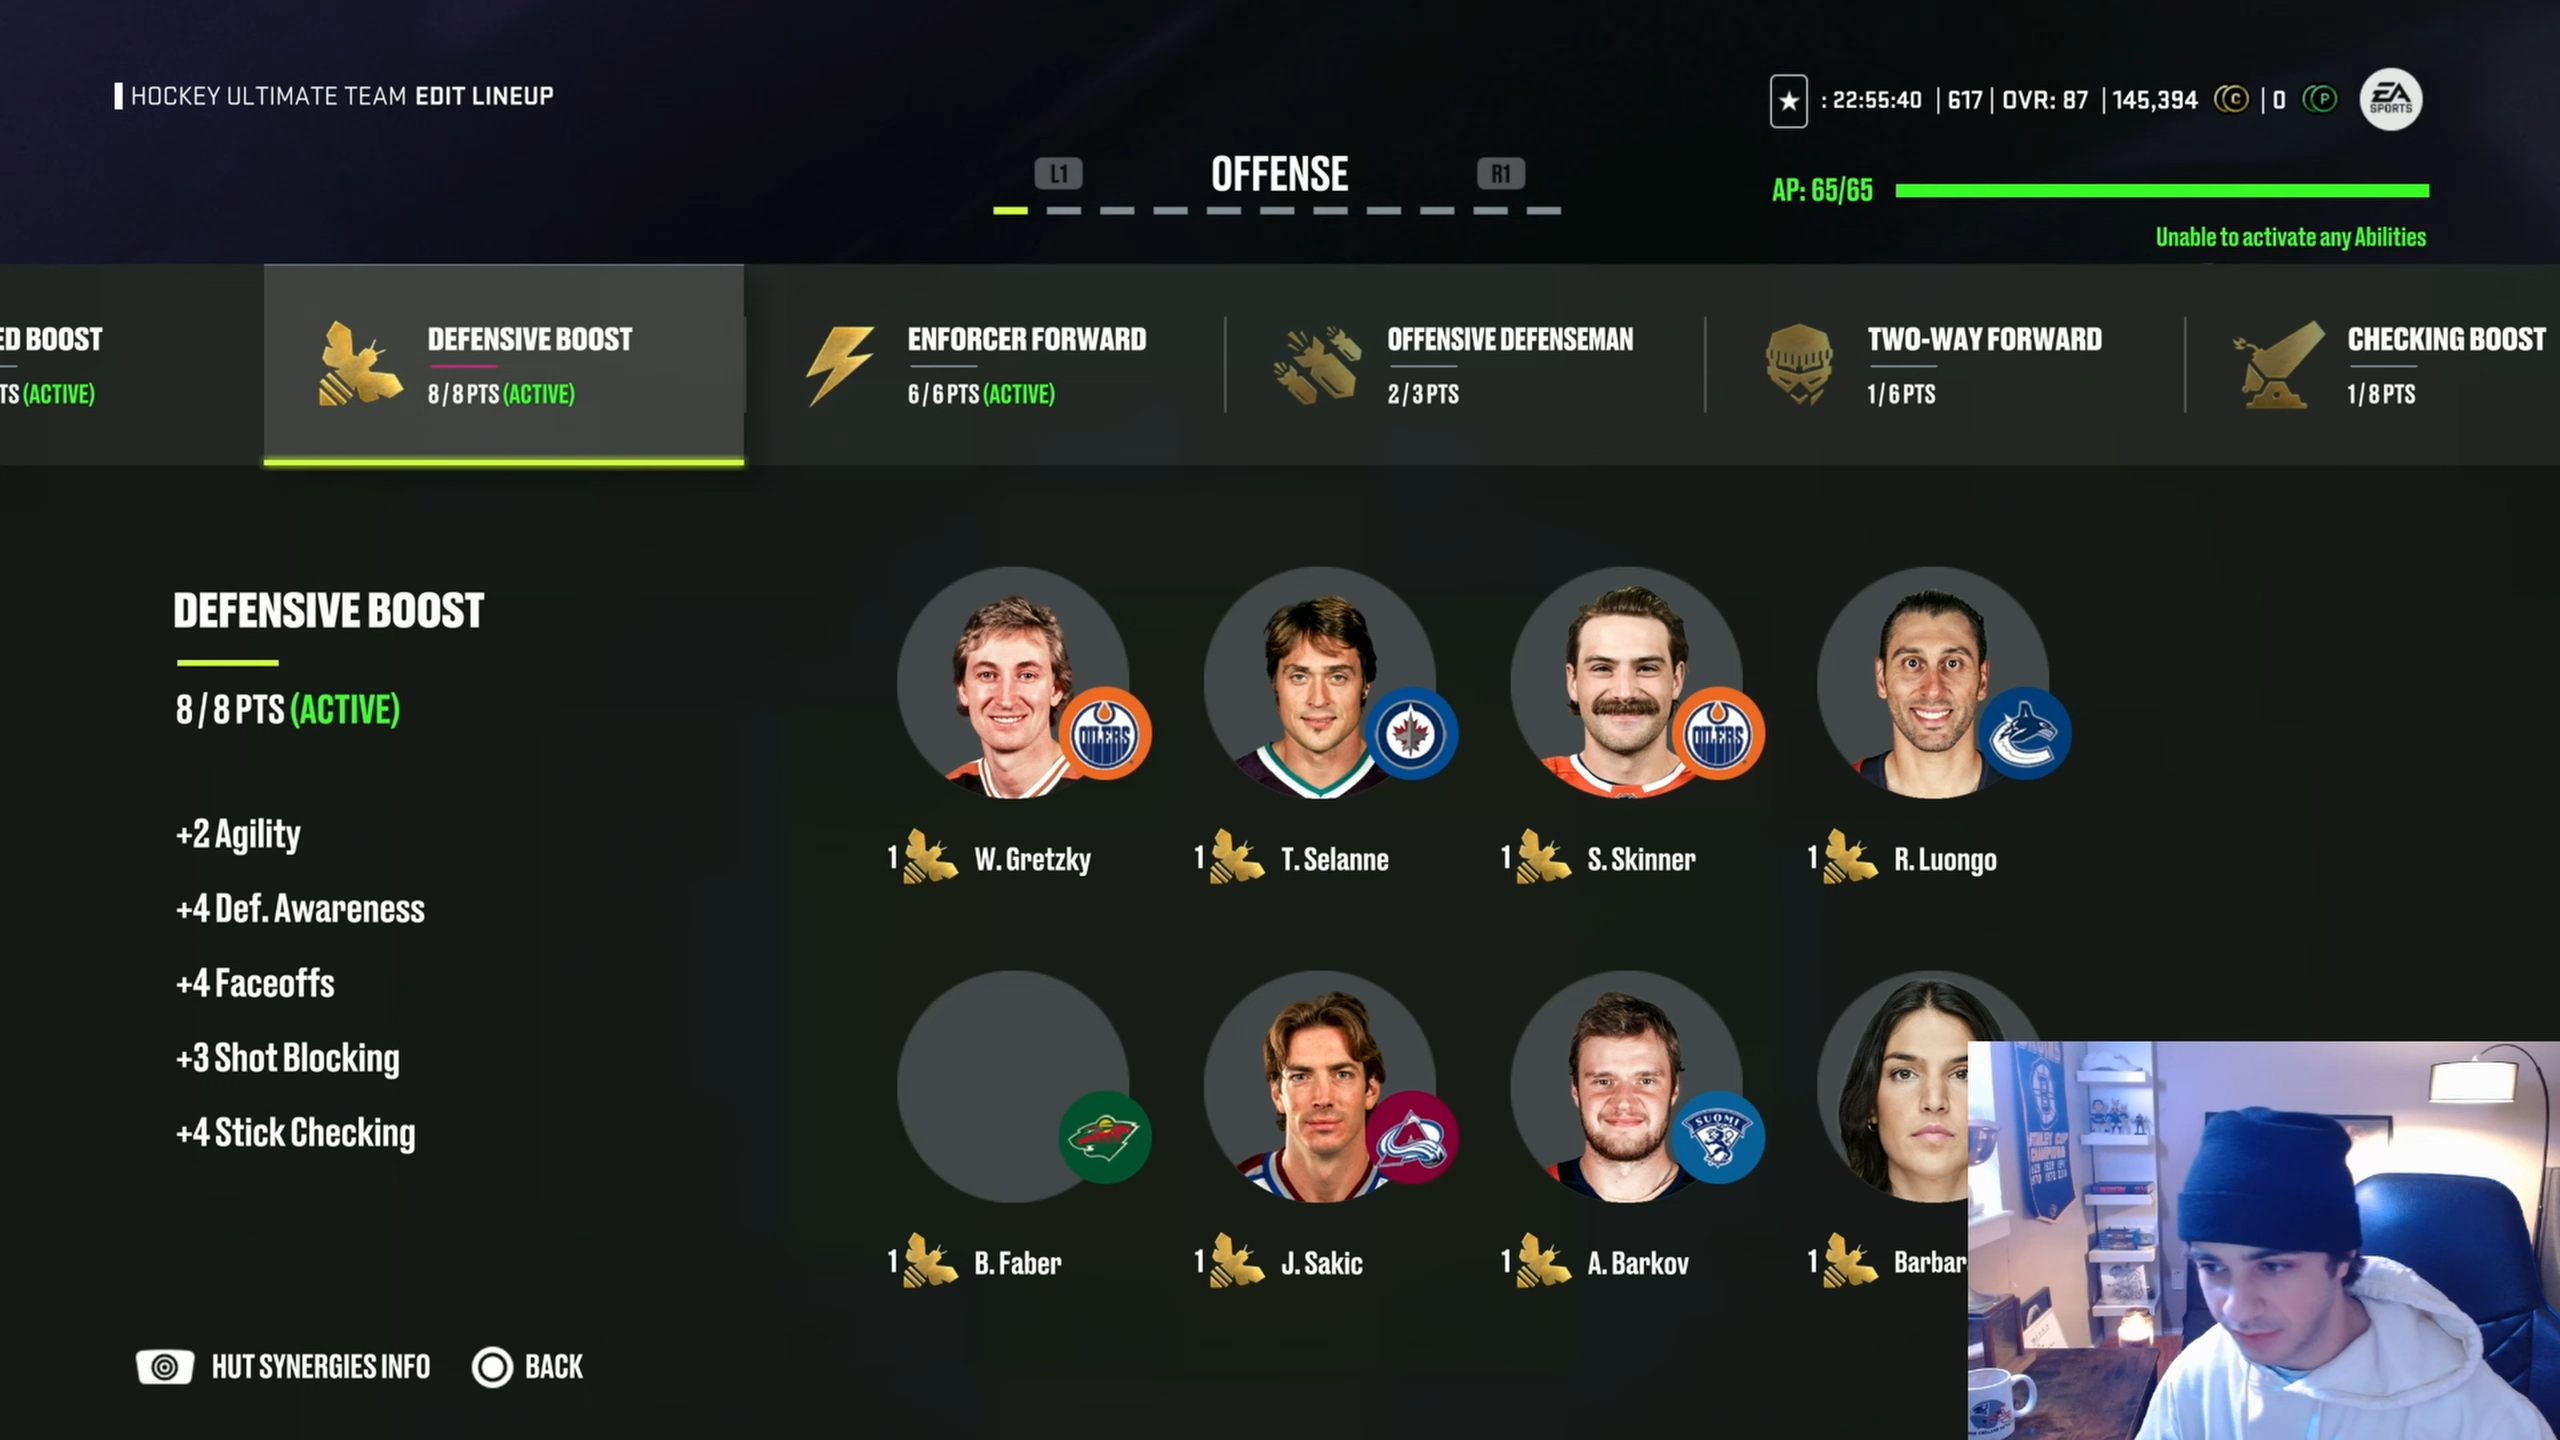 HOCKEY ULTIMATE TEAM EDIT LINEUP
: 22:55:40 | 617 | OVR: 87 | 145,394 C | 0 P
EA SPORTS
L1 OFFENSE R1
AP: 65/65
Unable to activate any Abilities
ED BOOST
TS (ACTIVE)
DEFENSIVE BOOST
8 / 8 PTS (ACTIVE)
ENFORCER FORWARD
6 / 6 PTS (ACTIVE)
OFFENSIVE DEFENSEMAN
2 / 3 PTS
TWO-WAY FORWARD
1 / 6 PTS
CHECKING BOOST
1 / 8 PTS
DEFENSIVE BOOST
8 / 8 PTS (ACTIVE)
+2 Agility
+4 Def. Awareness
+4 Faceoffs
+3 Shot Blocking
+4 Stick Checking
OILERS
OILERS
1 W. Gretzky
1 T. Selanne
1 S. Skinner
1 R. Luongo
SUOMI
1 B. Faber
1 J. Sakic
1 A. Barkov
1 Barbar
STANLEY CUP
CHAMPIONS
HUT SYNERGIES INFO
BACK